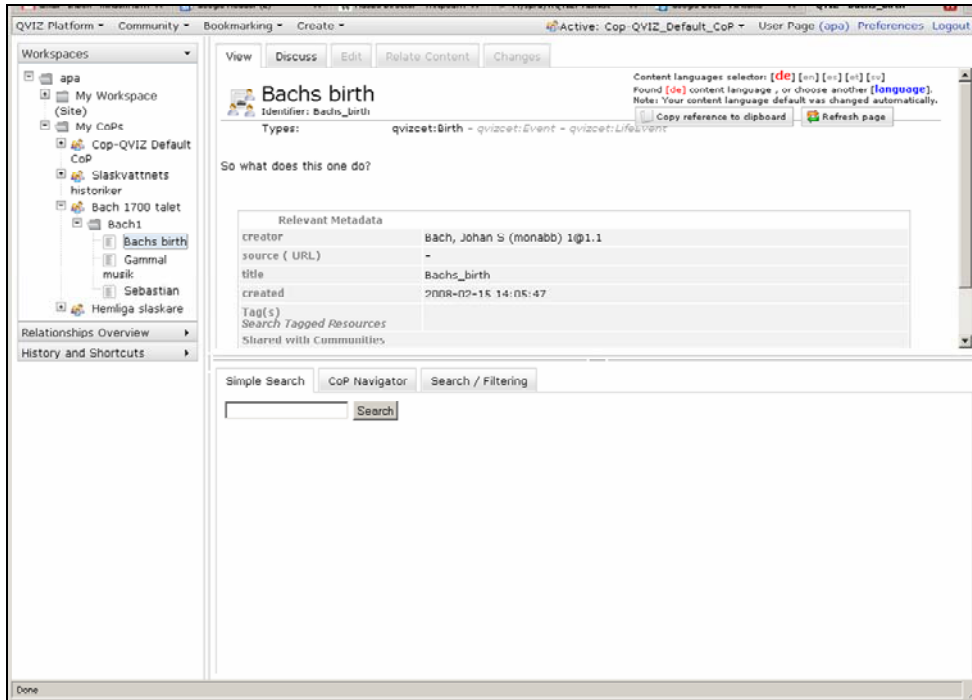 QVIZ Platform Community Bookmarking Create Active: Cop-QVIZ_Default_CoP User Page (apa) Preferences Logout
Workspaces
apa
My Workspace
(Site)
My CoPs
Cop-QVIZ Default
CoP
Slaskvattnets
historiker
Bach 1700 talet
Bach1
Bachs birth
Gammal
musik
Sebastian
Hemliga slaskare
Relationships Overview
History and Shortcuts
View Discuss Edit Relate Content Changes
Content languages selector: [de] [en] [es] [et] [sv]
Found [de] content language , or choose another [language].
Note: Your content language default was changed automatically.
Copy reference to clipboard Refresh page
Bachs birth
Identifier: Bachs_birth
Types: qvizcet:Birth - qvizcet:Event - qvizcet:LifeEvent
So what does this one do?
Relevant Metadata
creator Bach, Johan S (monabb) 1@1.1
source ( URL) -
title Bachs_birth
created 2008-02-15 14:05:47
Tag(s)
Search Tagged Resources
Shared with Communities
Simple Search CoP Navigator Search / Filtering
Search
Done